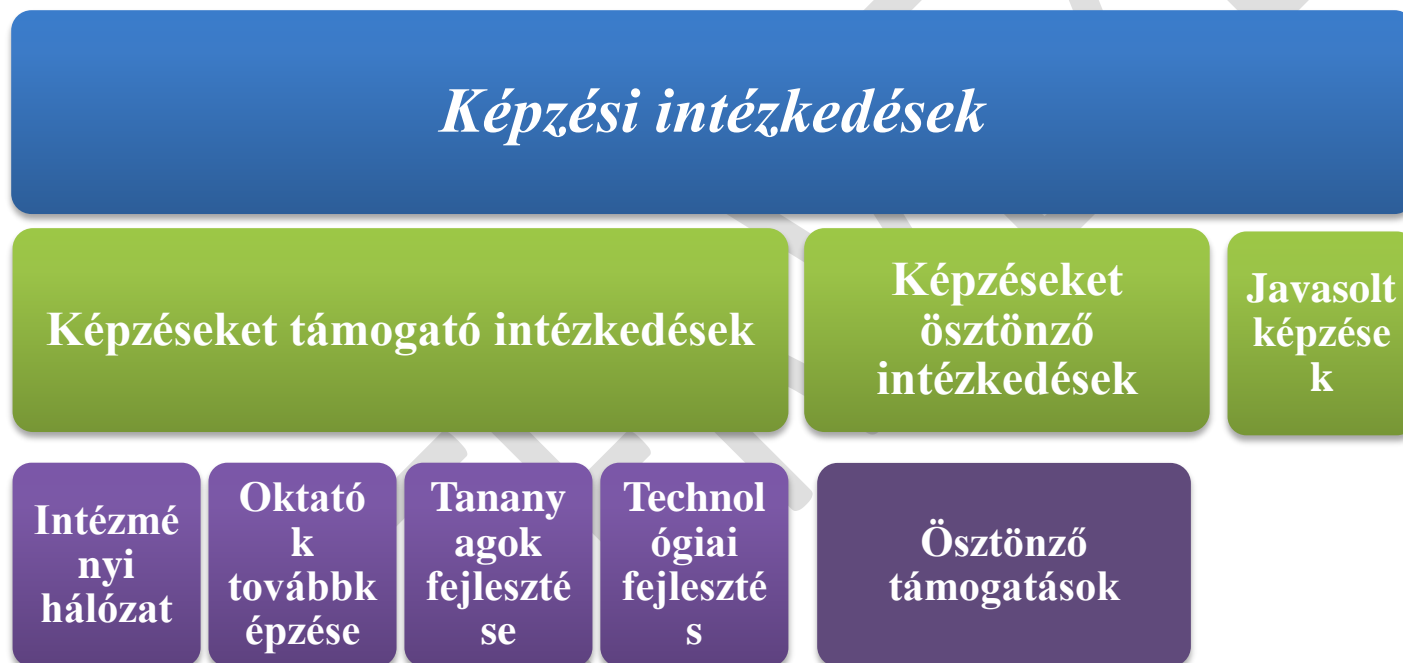 Képzési intézkedések
Képzéseket támogató intézkedések
Képzéseket
ösztönző
intézkedések
Javasolt
képzése
k
Intézmé
nyi
hálózat
Oktató
k
továbbk
épzése
Tanany
agok
fejleszté
se
Technol
ógiai
fejleszté
s
Ösztönző
támogatások